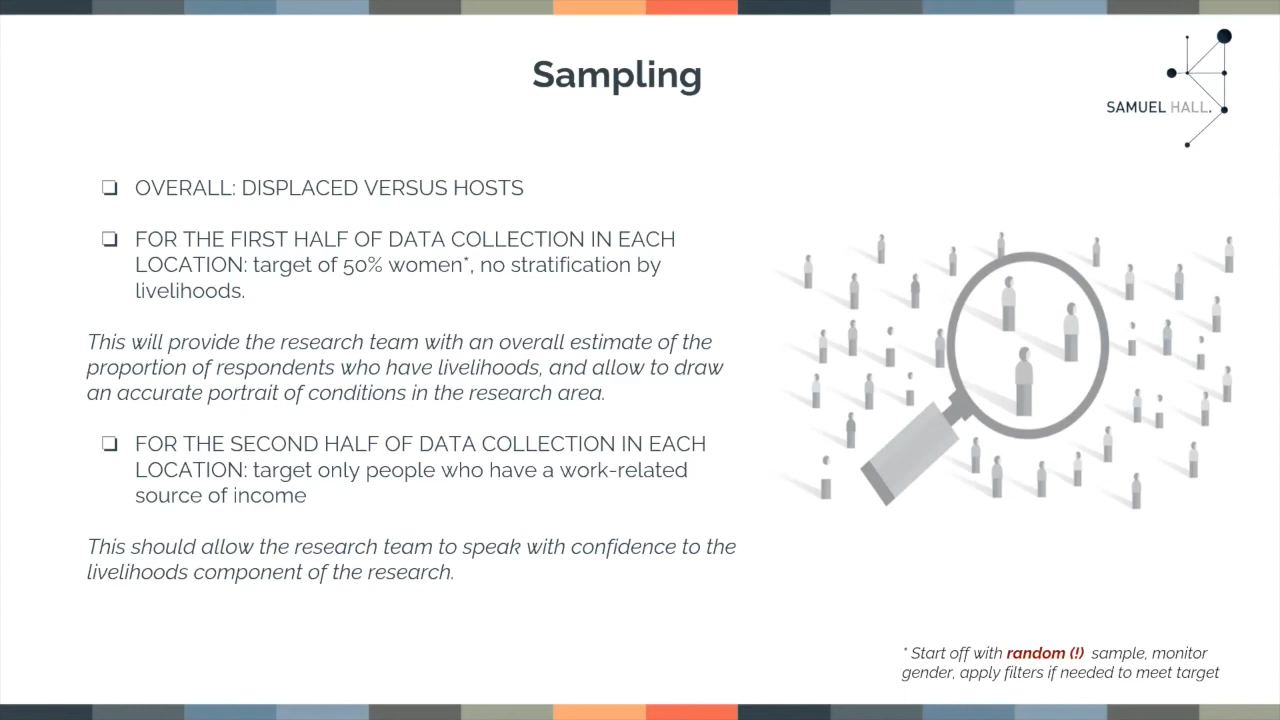 Sampling
SAMUEL HALL.
❏ OVERALL: DISPLACED VERSUS HOSTS
❏ FOR THE FIRST HALF OF DATA COLLECTION IN EACH
LOCATION: target of 50% women*, no stratification by
livelihoods.
This will provide the research team with an overall estimate of the
proportion of respondents who have livelihoods, and allow to draw
an accurate portrait of conditions in the research area.
❏ FOR THE SECOND HALF OF DATA COLLECTION IN EACH
LOCATION: target only people who have a work-related
source of income
This should allow the research team to speak with confidence to the
livelihoods component of the research.
* Start off with random (!) sample, monitor
gender, apply filters if needed to meet target